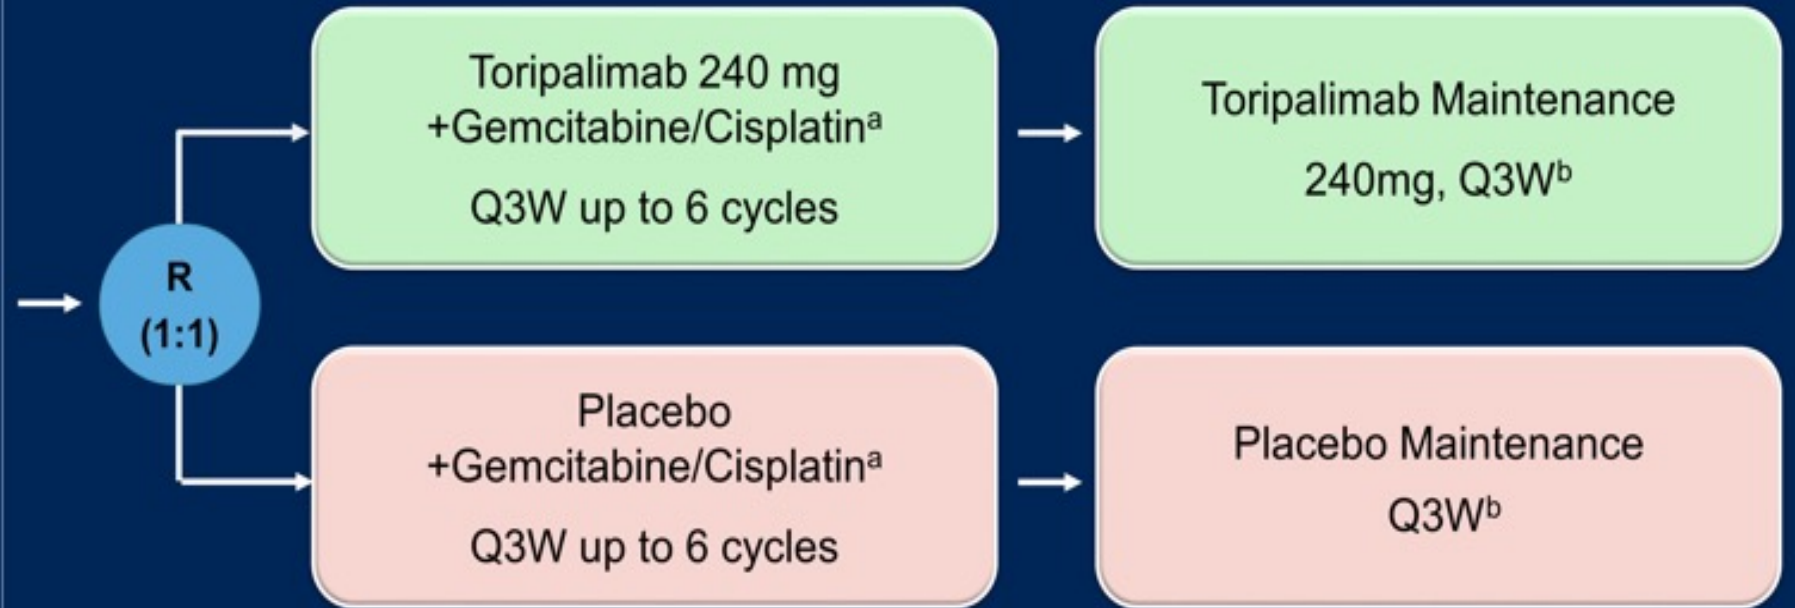 R
(1:1)
Toripalimab 240 mg
+Gemcitabine/Cisplatinᵃ
Q3W up to 6 cycles
Toripalimab Maintenance
240mg, Q3Wᵇ
Placebo
+Gemcitabine/Cisplatinᵃ
Q3W up to 6 cycles
Placebo Maintenance
Q3Wᵇ